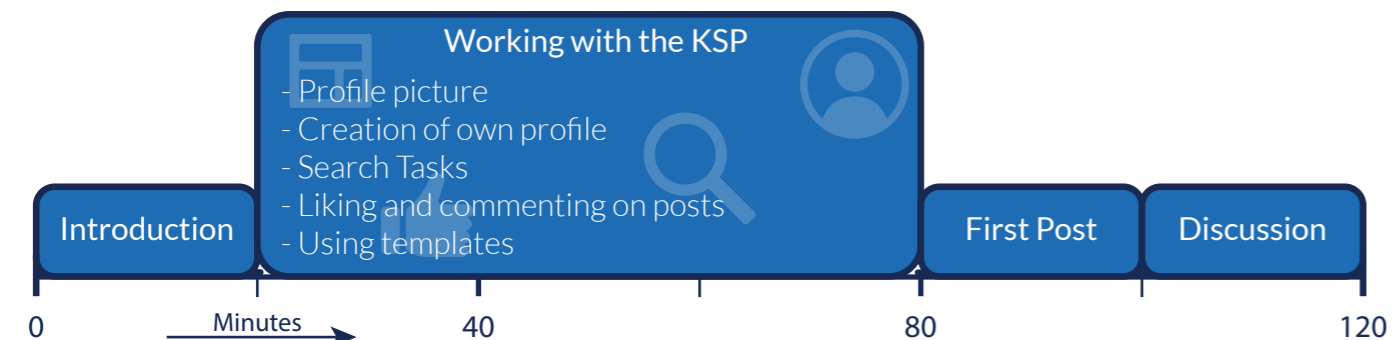 Working with the KSP
- Profile picture
- Creation of own profile
- Search Tasks
- Liking and commenting on posts
- Using templates
Introduction
First Post
Discussion
0
Minutes
40
80
120